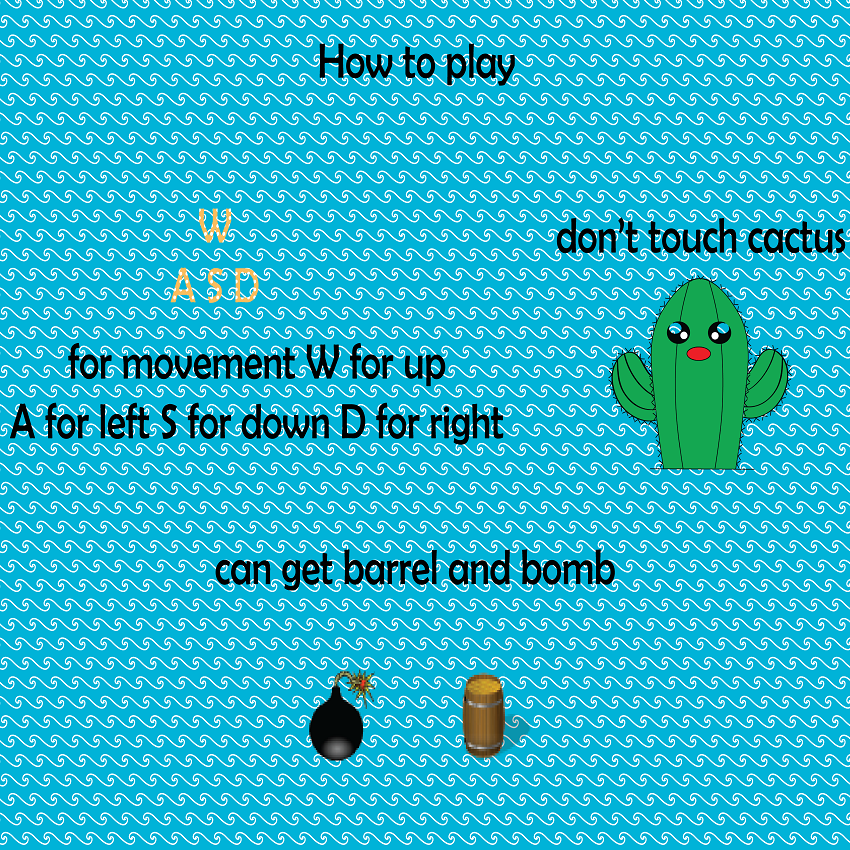 How to play
W
A S D
don't touch cactus
for movement W for up
A for left S for down D for right
can get barrel and bomb